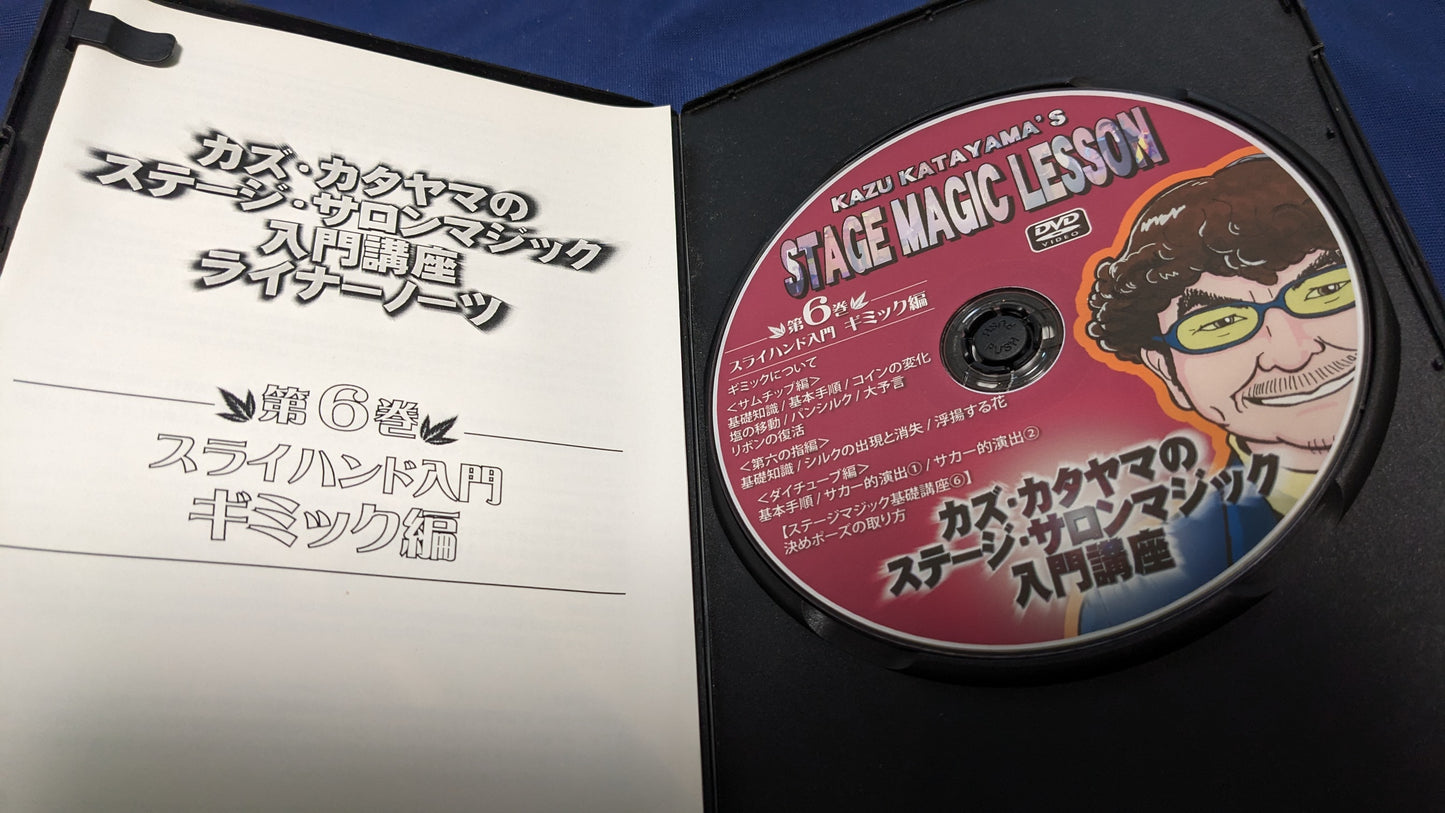 カズ・カタヤマの
ステージ・サロンマジック
入門講座
ライナーノーツ
第6巻
スライハンド入門
ギミック編
KAZU KATAYAMA'S
STAGE MAGIC LESSON
DVD
VIDEO
第6巻
スライハンド入門 ギミック編
ギミックについて
<サムチップ編>
基礎知識/基本手順/コインの変化
塩の移動/パンシルク/大予言
リボンの復活
<第六の指編>
基礎知識/シルクの出現と消失/浮揚する花
<ダイチューブ編>
基本手順/サカー的演出①/サカー的演出②
【ステージマジック基礎講座⑥】
決めポーズの取り方
カズ・カタヤマの
ステージ・サロンマジック
入門講座
PUSH
PUSH